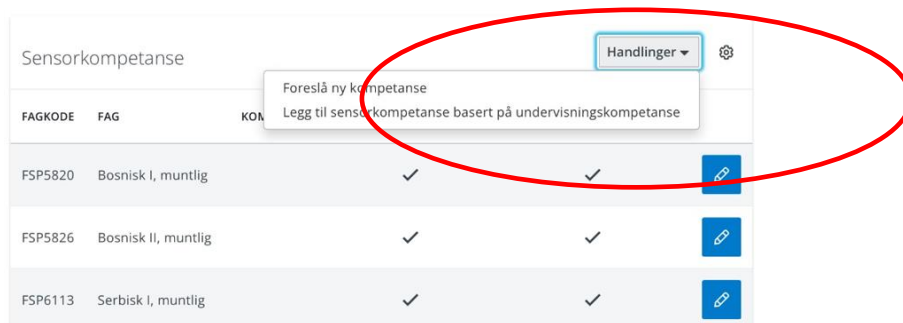 Sensorkompetanse
Handlinger
Foreslå ny kompetanse
Legg til sensorkompetanse basert på undervisningskompetanse
FAGKODE FAG
FSP5820 Bosnisk I, muntlig
FSP5826 Bosnisk II, muntlig
FSP6113 Serbisk I, muntlig